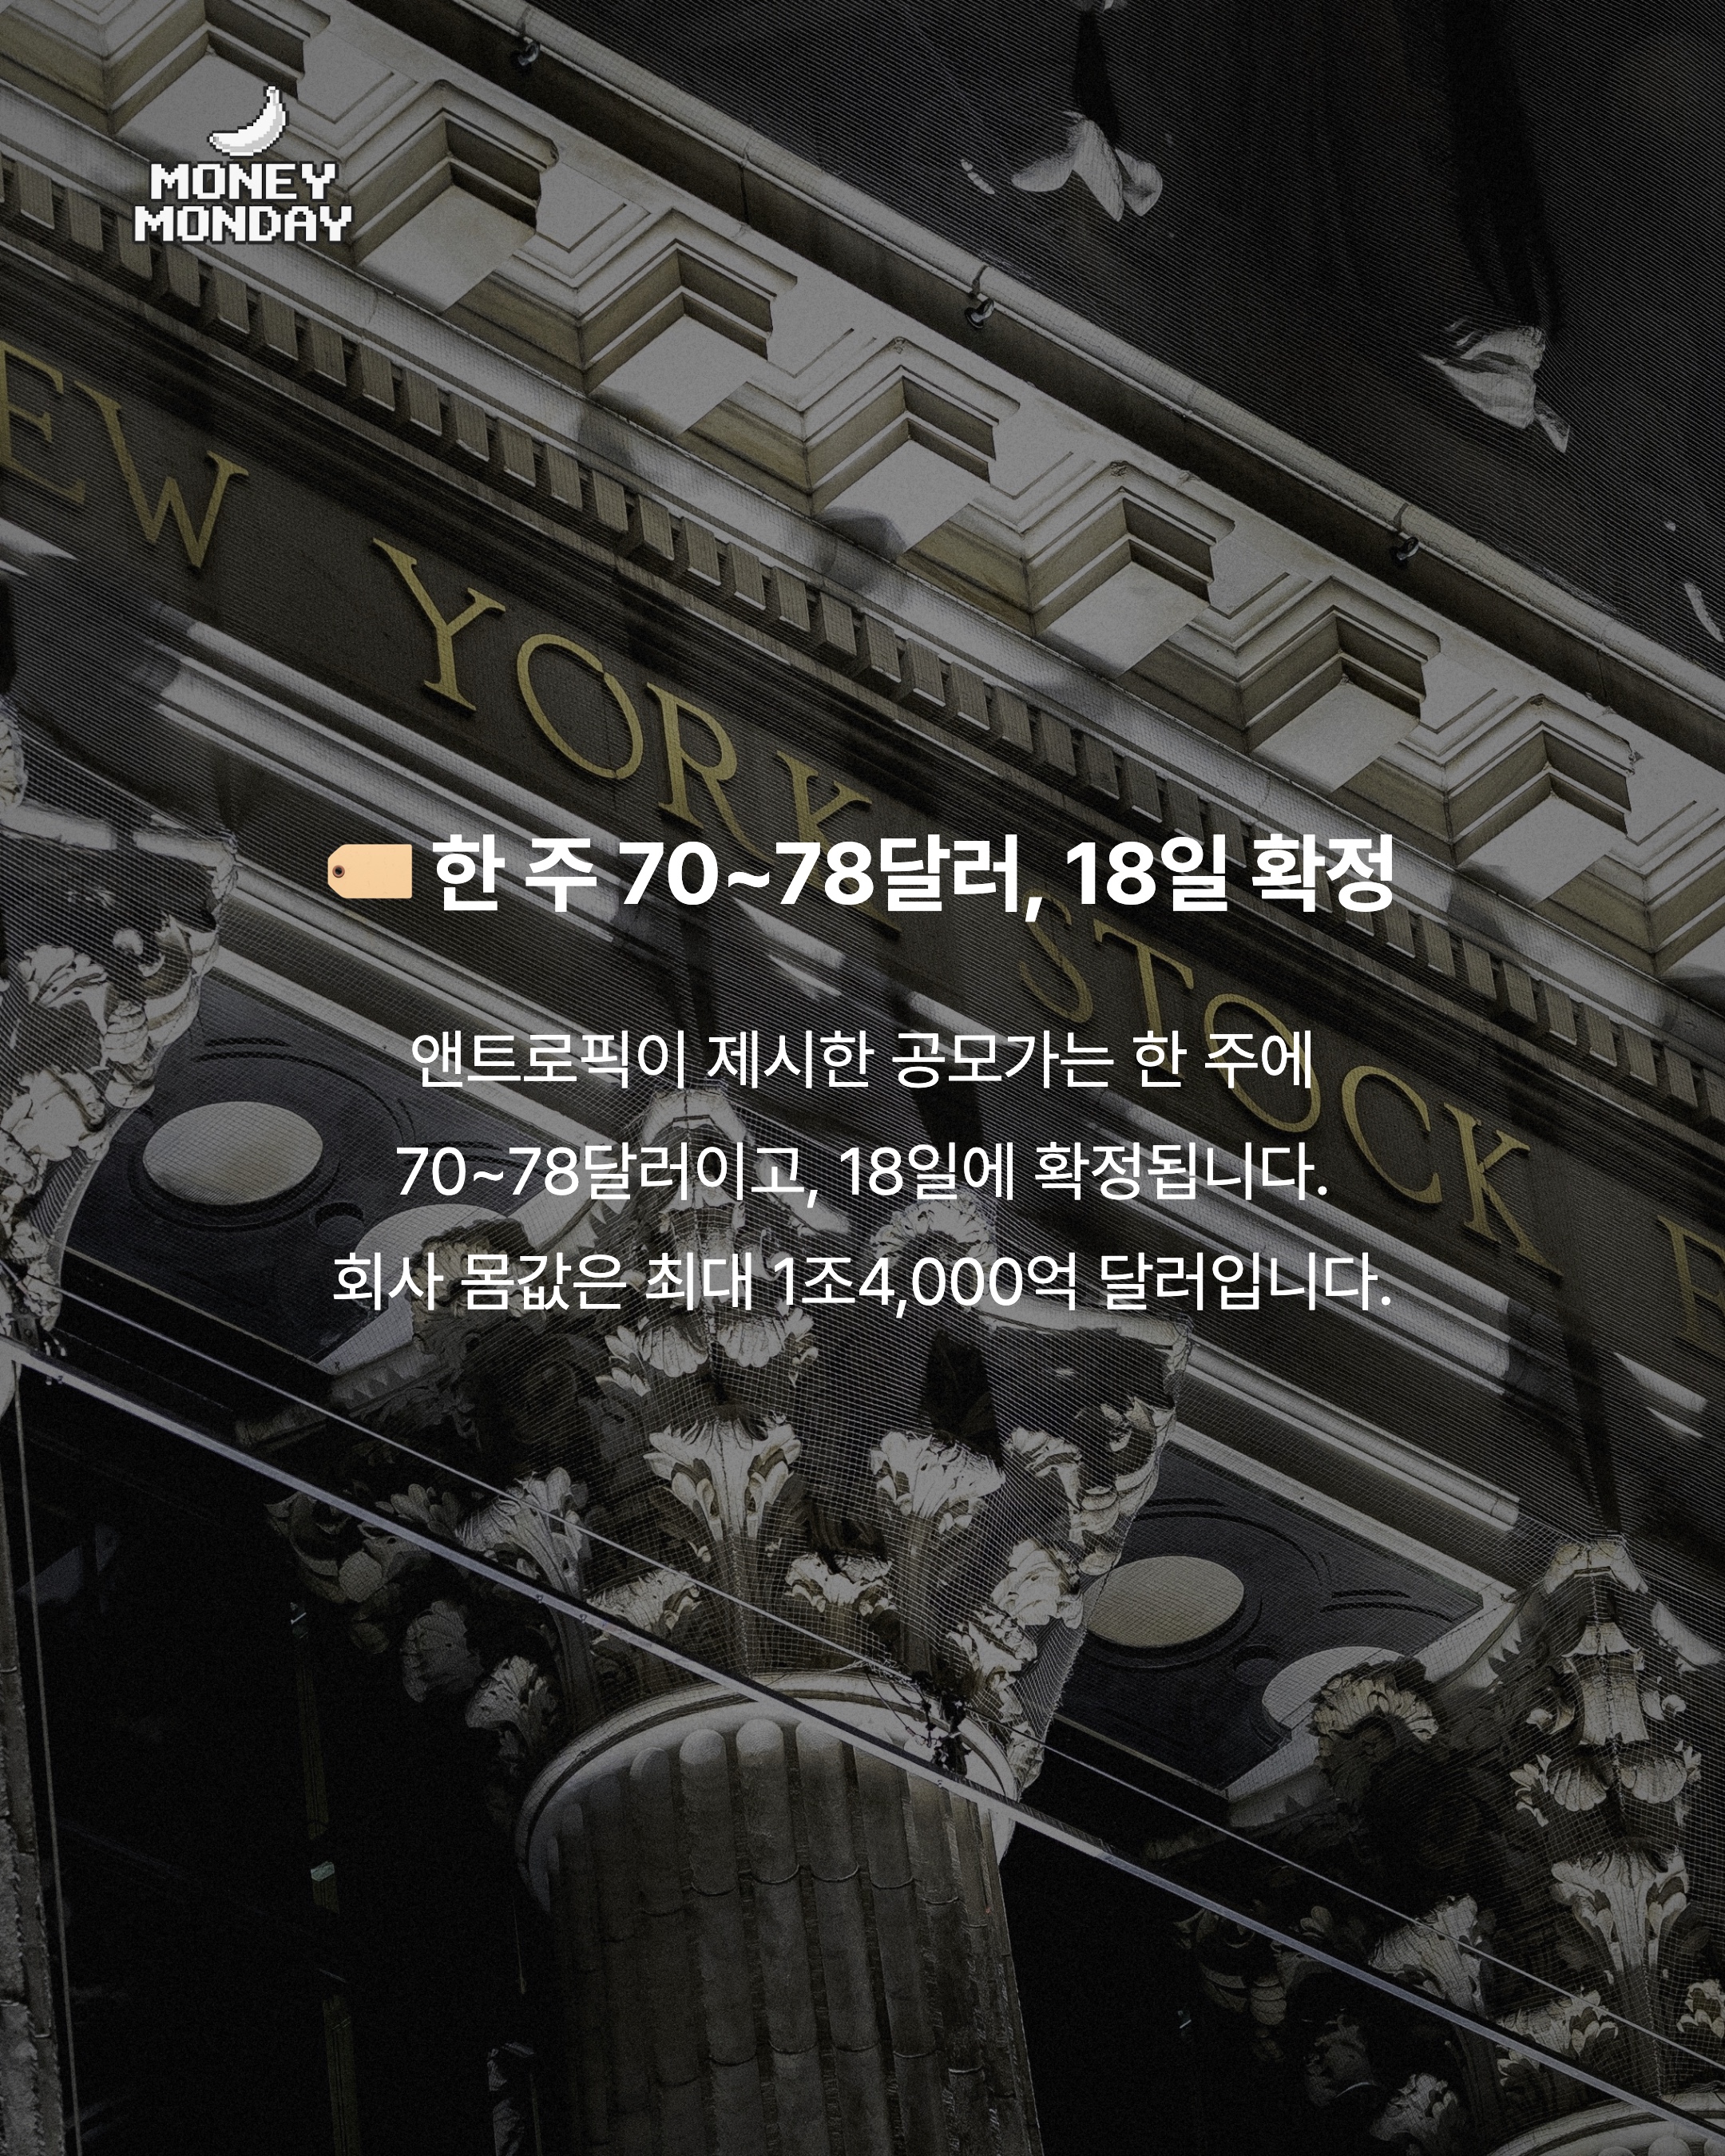 MONEY
MONDAY
EW YORK STOCK E
🏷️ 한 주 70~78달러, 18일 확정
앤트로픽이 제시한 공모가는 한 주에
70~78달러이고, 18일에 확정됩니다.
회사 몸값은 최대 1조4,000억 달러입니다.